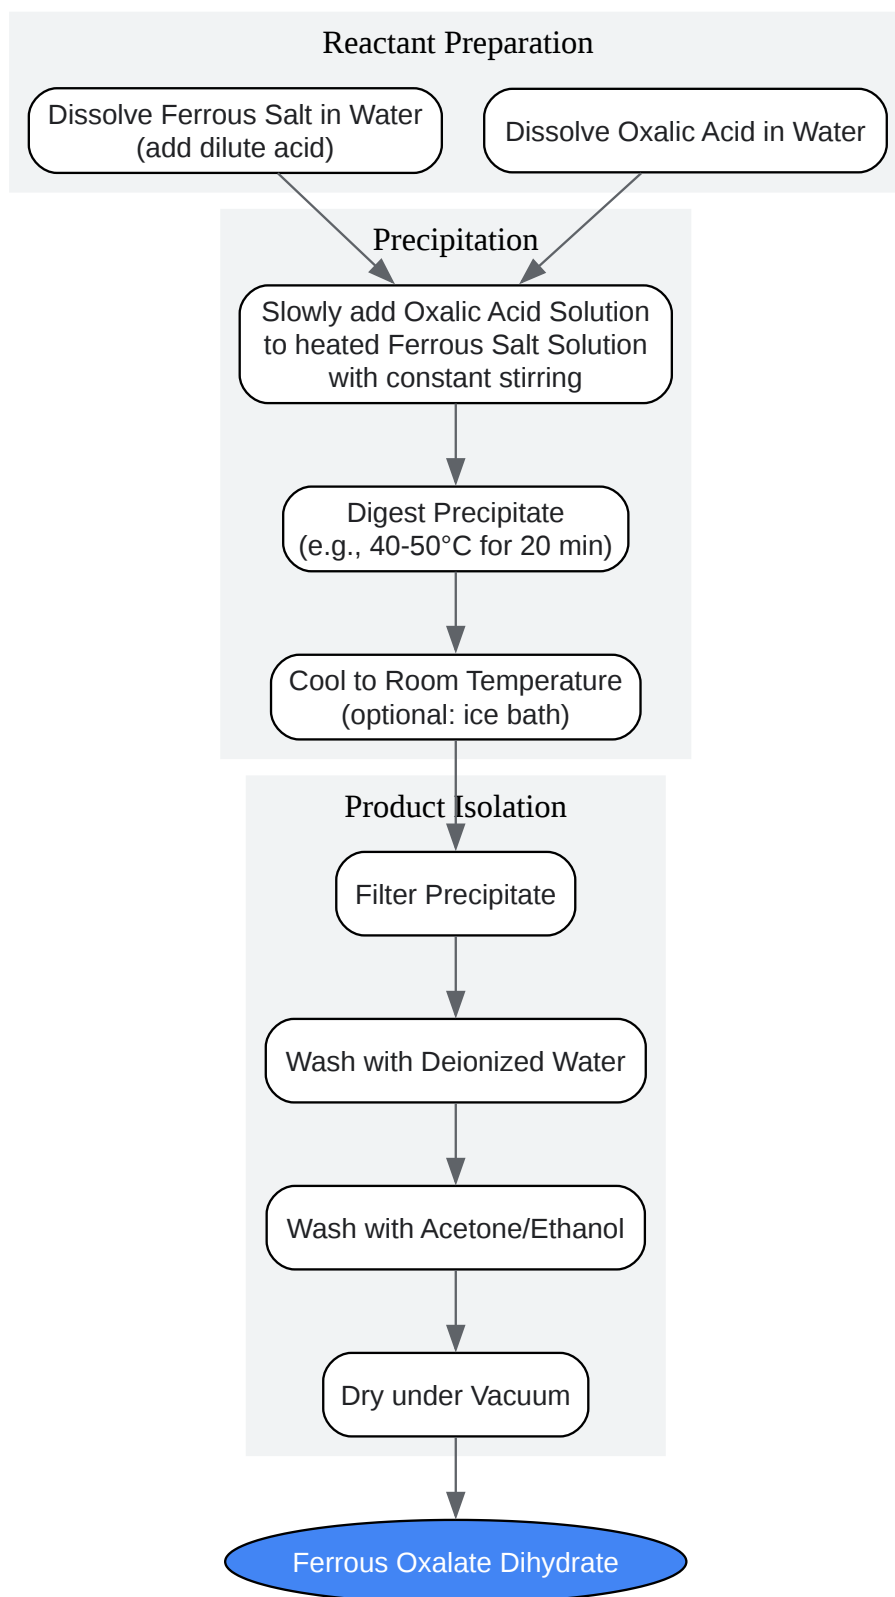 Reactant Preparation
Dissolve Ferrous Salt in Water
(add dilute acid)
Dissolve Oxalic Acid in Water
Precipitation
Slowly add Oxalic Acid Solution
to heated Ferrous Salt Solution
with constant stirring
Digest Precipitate
(e.g., 40-50°C for 20 min)
Cool to Room Temperature
(optional: ice bath)
Product Isolation
Filter Precipitate
Wash with Deionized Water
Wash with Acetone/Ethanol
Dry under Vacuum
Ferrous Oxalate Dihydrate